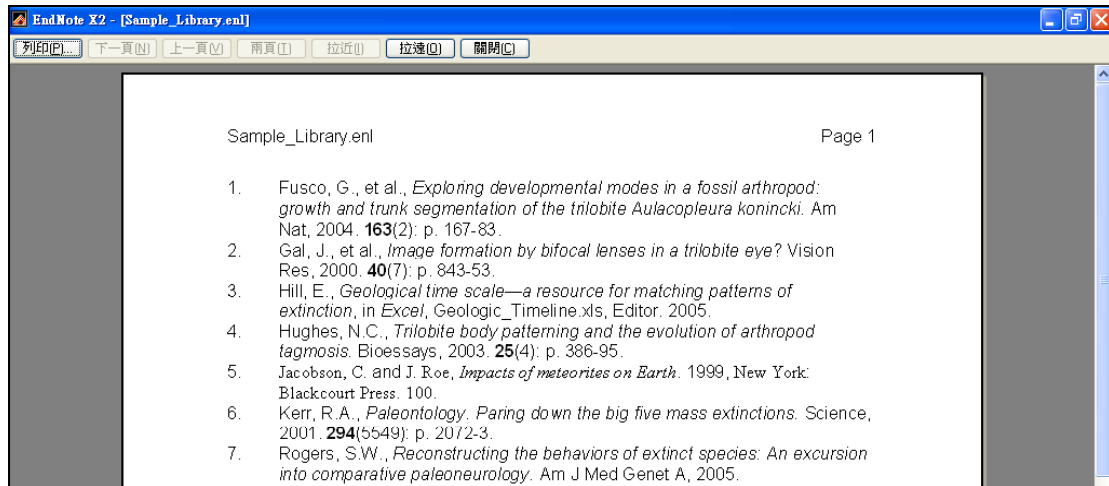 EndNote X2 - [Sample_Library.enl]
列印(P)... 下一頁(N) 上一頁(V) 兩頁(T) 拉近(I) 拉遠(O) 關閉(C)
Sample_Library.enl Page 1
1. Fusco, G., et al., Exploring developmental modes in a fossil arthropod:
growth and trunk segmentation of the trilobite Aulacopleura konincki. Am
Nat, 2004. 163(2): p. 167-83.
2. Gal, J., et al., Image formation by bifocal lenses in a trilobite eye? Vision
Res, 2000. 40(7): p. 843-53.
3. Hill, E., Geological time scale—a resource for matching patterns of
extinction, in Excel, Geologic_Timeline.xls, Editor. 2005.
4. Hughes, N.C., Trilobite body patterning and the evolution of arthropod
tagmosis. Bioessays, 2003. 25(4): p. 386-95.
5. Jacobson, C. and J. Roe, Impacts of meteorites on Earth. 1999, New York:
Blackcourt Press. 100.
6. Kerr, R.A., Paleontology. Paring down the big five mass extinctions. Science,
2001. 294(5549): p. 2072-3.
7. Rogers, S.W., Reconstructing the behaviors of extinct species: An excursion
into comparative paleoneurology. Am J Med Genet A, 2005.